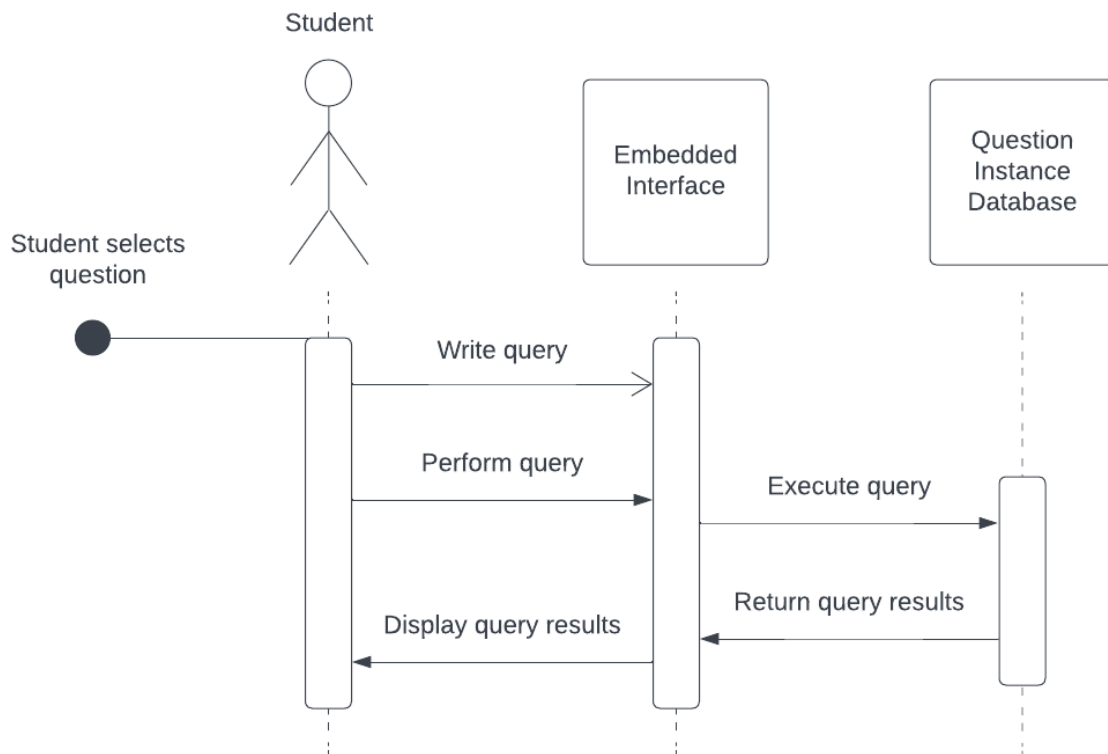 Student
Embedded
Interface
Question
Instance
Database
Student selects
question
Write query
Perform query
Execute query
Return query results
Display query results